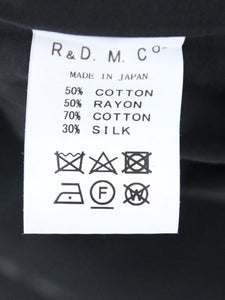 R&D. M. Co-
MADE IN JAPAN
50% COTTON
50% RAYON
70% COTTON
30% SILK
F
W